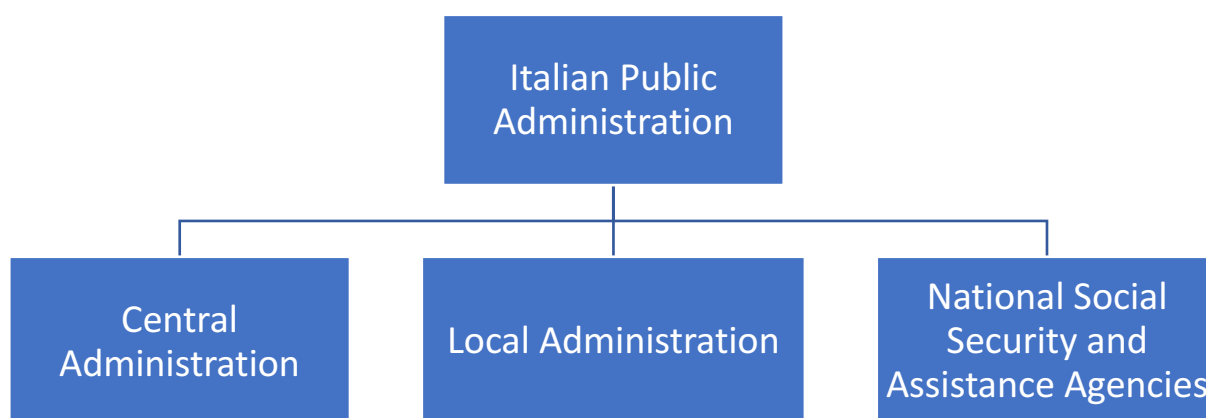 Italian Public
Administration
Central
Administration
Local Administration
National Social
Security and
Assistance Agencies